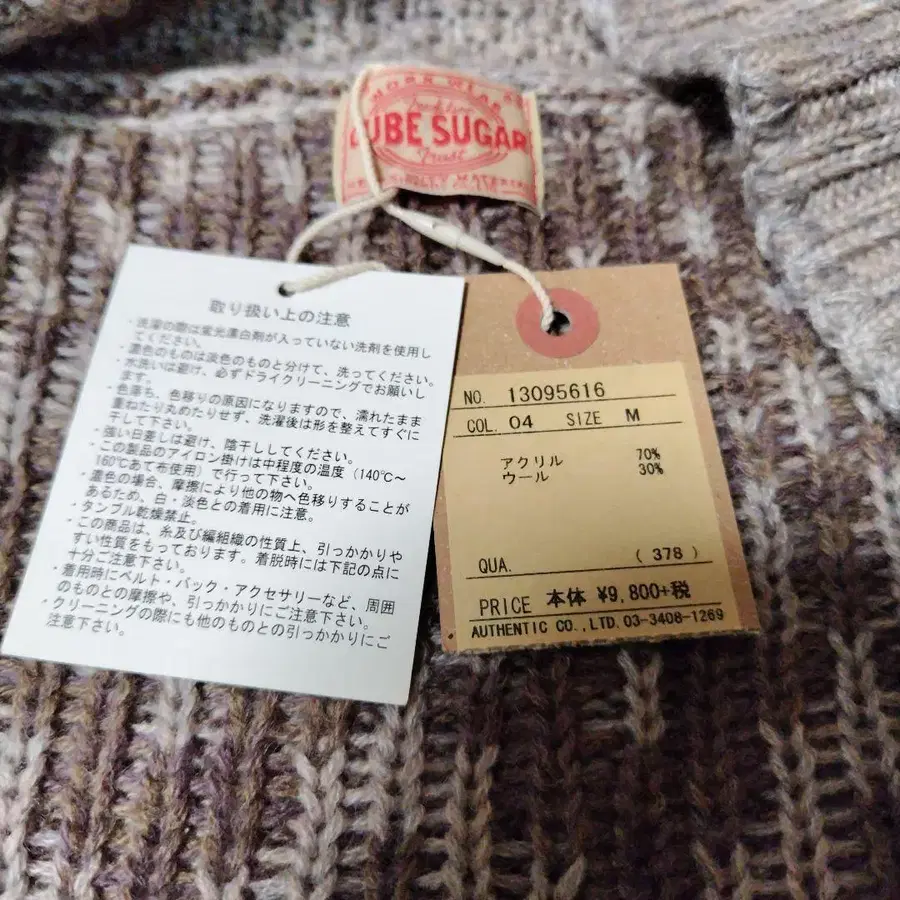 WORK WEAR
CUBE SUGAR
Trust
取り扱い上の注意
・洗濯の際は蛍光漂白剤が入っていない洗剤を使用し
てください。
・濃色のものは淡色のものと分けて、洗ってください。
・水洗いは避け、必ずドライクリーニングでお願いし
ます。
・色落ち、色移りの原因になりますので、濡れたまま
重ねたり丸めたりせず、洗濯後は形を整えてすぐに
干して下さい。
・強い日差しは避け、陰干ししてください。
・この製品のアイロン掛けは中程度の温度（140℃～
160℃あて布使用）で行って下さい。
・濃色の場合、摩擦により他の物へ色移りすることが
あるため、白・淡色との着用に注意。
・タンブル乾燥禁止。
・この商品は、糸及び編組織の性質上、引っかかりや
すい性質をもっております。着脱時には下記の点に
十分ご注意下さい。
・着用時にベルト・バック・アクセサリーなど、周囲
のものとの摩擦や、引っかかりにご注意下さい。
・クリーニングの際にも他のものとの引っかかりにご
注意下さい。
NO. 13095616
COL. 04 SIZE M
アクリル 70%
ウール 30%
QUA. ( 378 )
PRICE 本体 ¥9,800+税
AUTHENTIC CO.,LTD. 03-3408-1269